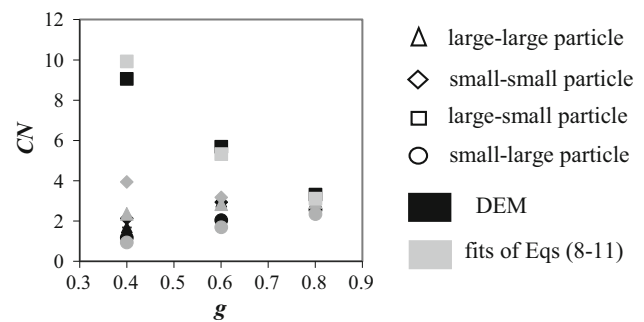 12
10
8
6
4
2
0
CN
0.3 0.4 0.5 0.6 0.7 0.8 0.9
g
large-large particle
small-small particle
large-small particle
small-large particle
DEM
fits of Eqs (8-11)